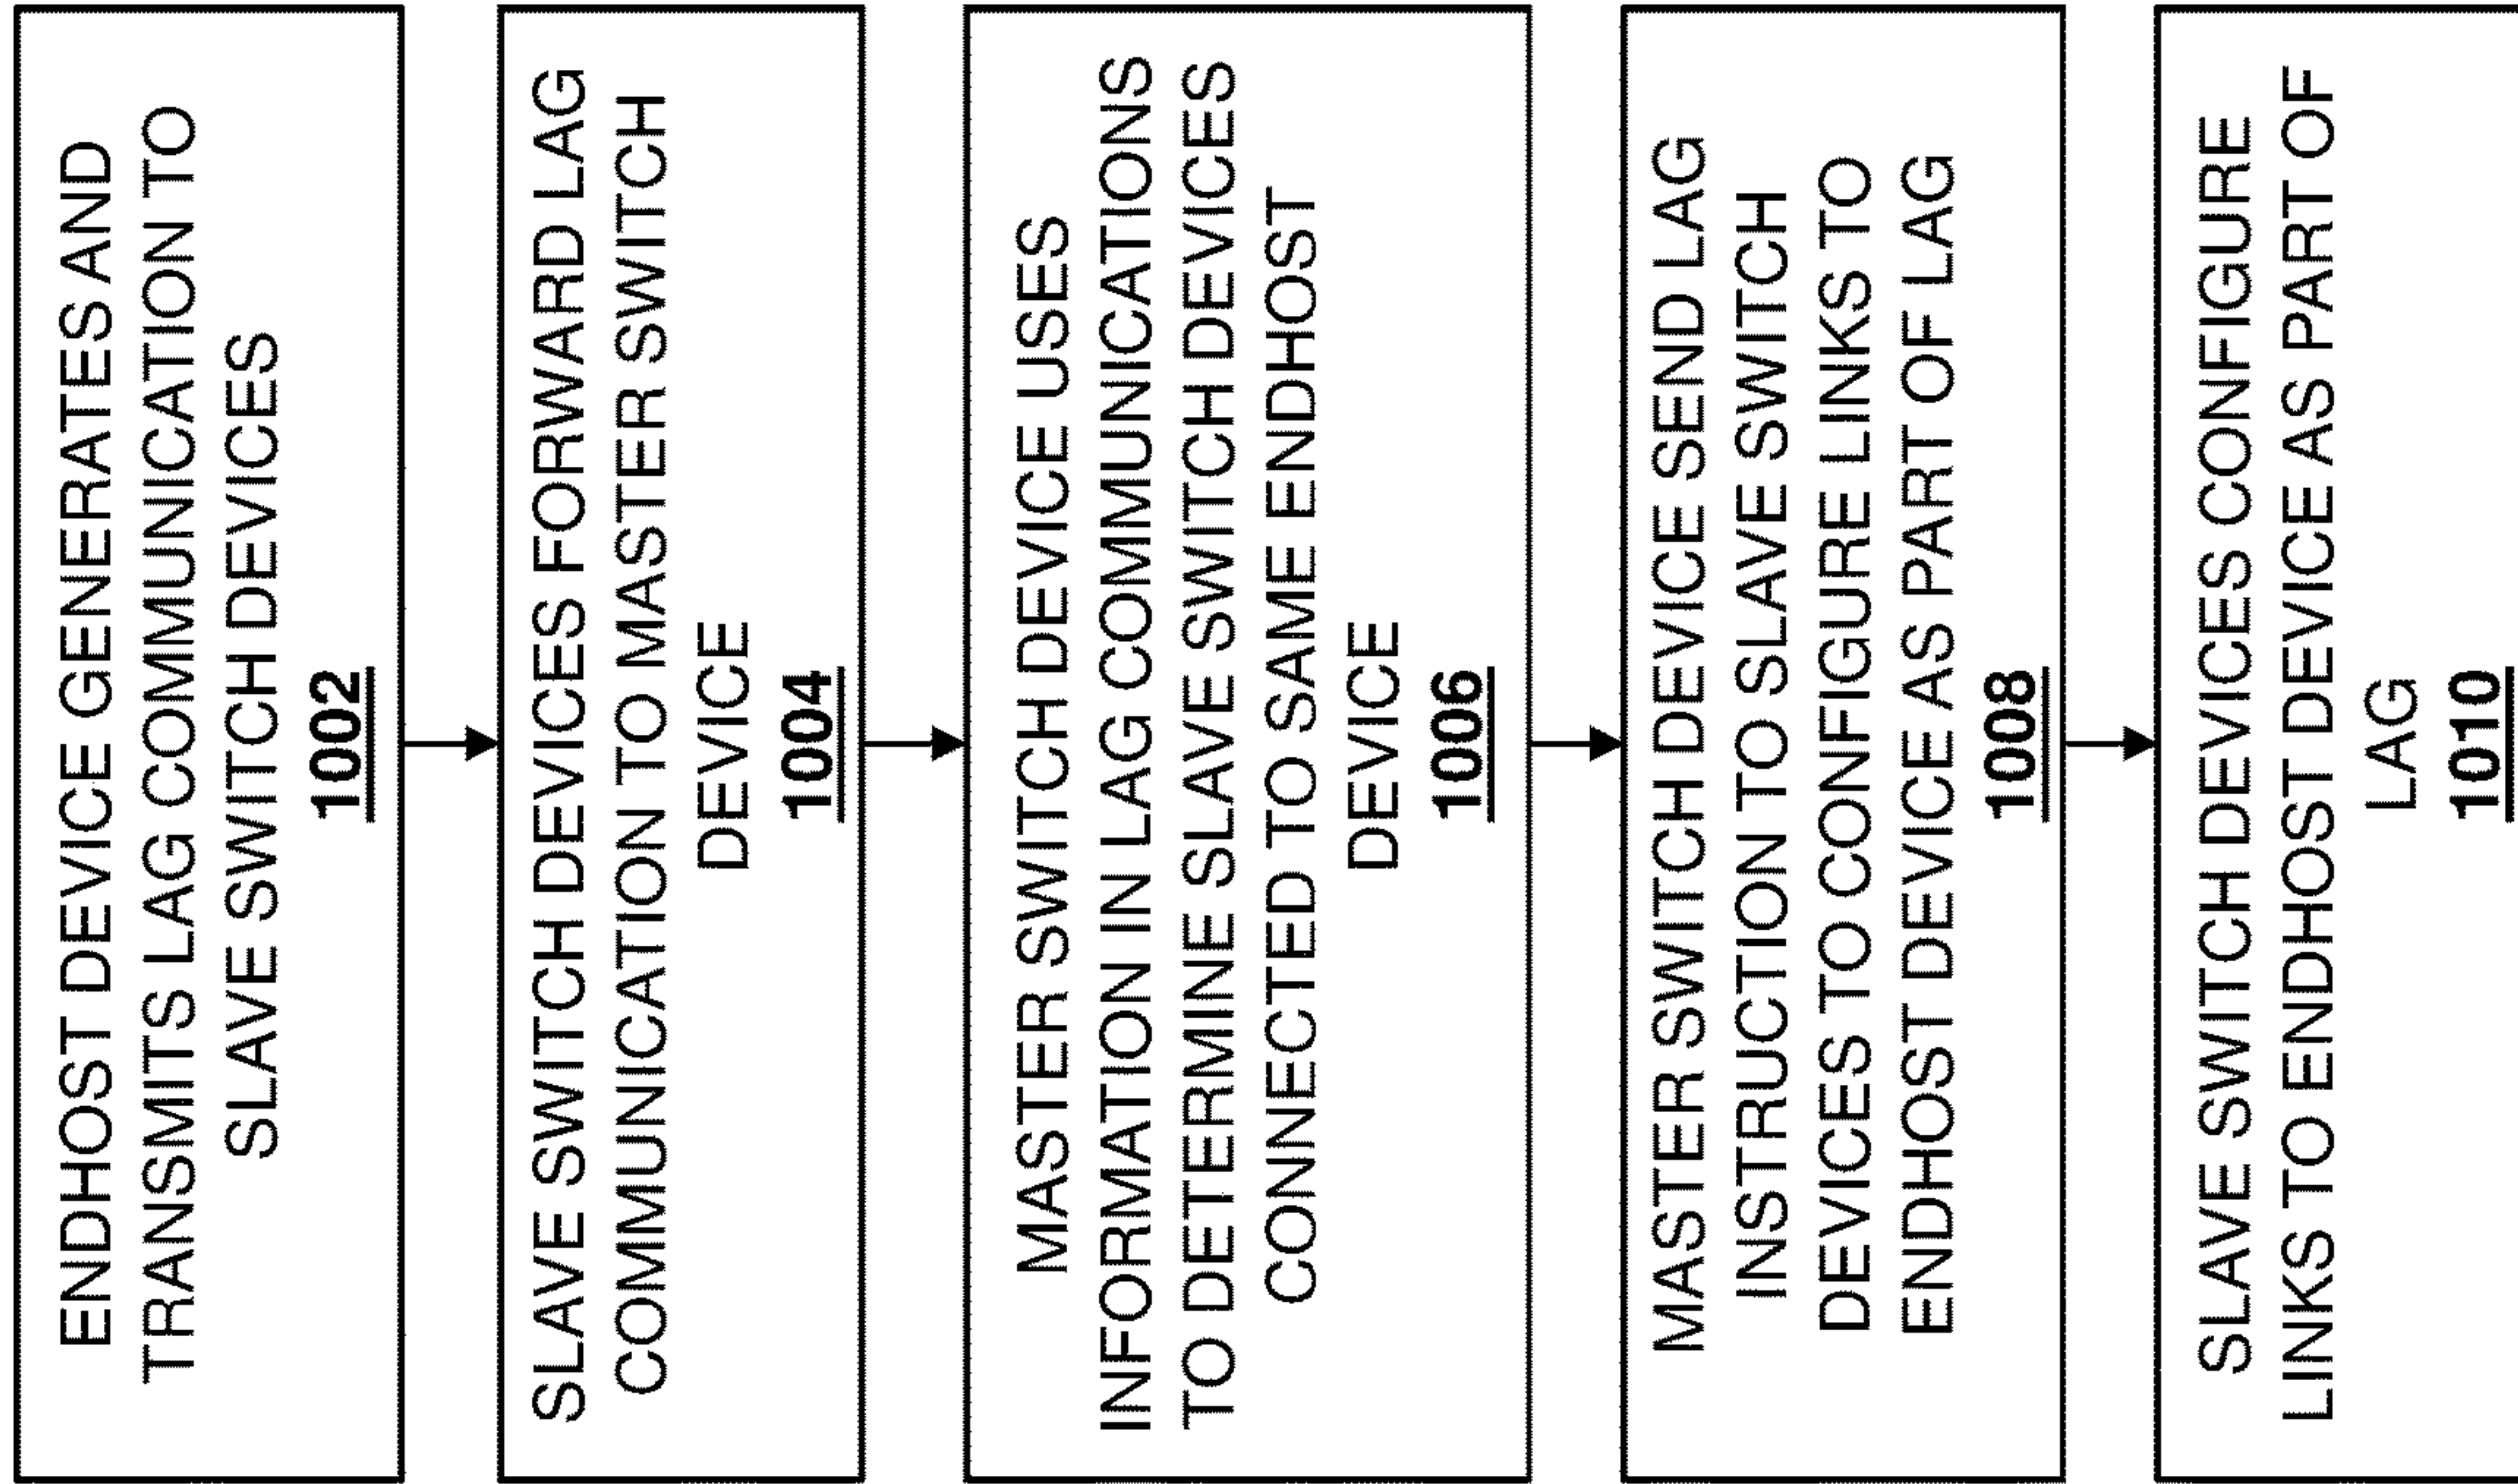 ENDHOST DEVICE GENERATES AND
TRANSMITS LAG COMMUNICATION TO
SLAVE SWITCH DEVICES
1002
SLAVE SWITCH DEVICES FORWARD LAG
COMMUNICATION TO MASTER SWITCH
DEVICE
1004
MASTER SWITCH DEVICE USES
INFORMATION IN LAG COMMUNICATIONS
TO DETERMINE SLAVE SWITCH DEVICES
CONNECTED TO SAME ENDHOST
DEVICE
1006
MASTER SWITCH DEVICE SEND LAG
INSTRUCTION TO SLAVE SWITCH
DEVICES TO CONFIGURE LINKS TO
ENDHOST DEVICE AS PART OF LAG
1008
SLAVE SWITCH DEVICES CONFIGURE
LINKS TO ENDHOST DEVICE AS PART OF
LAG
1010